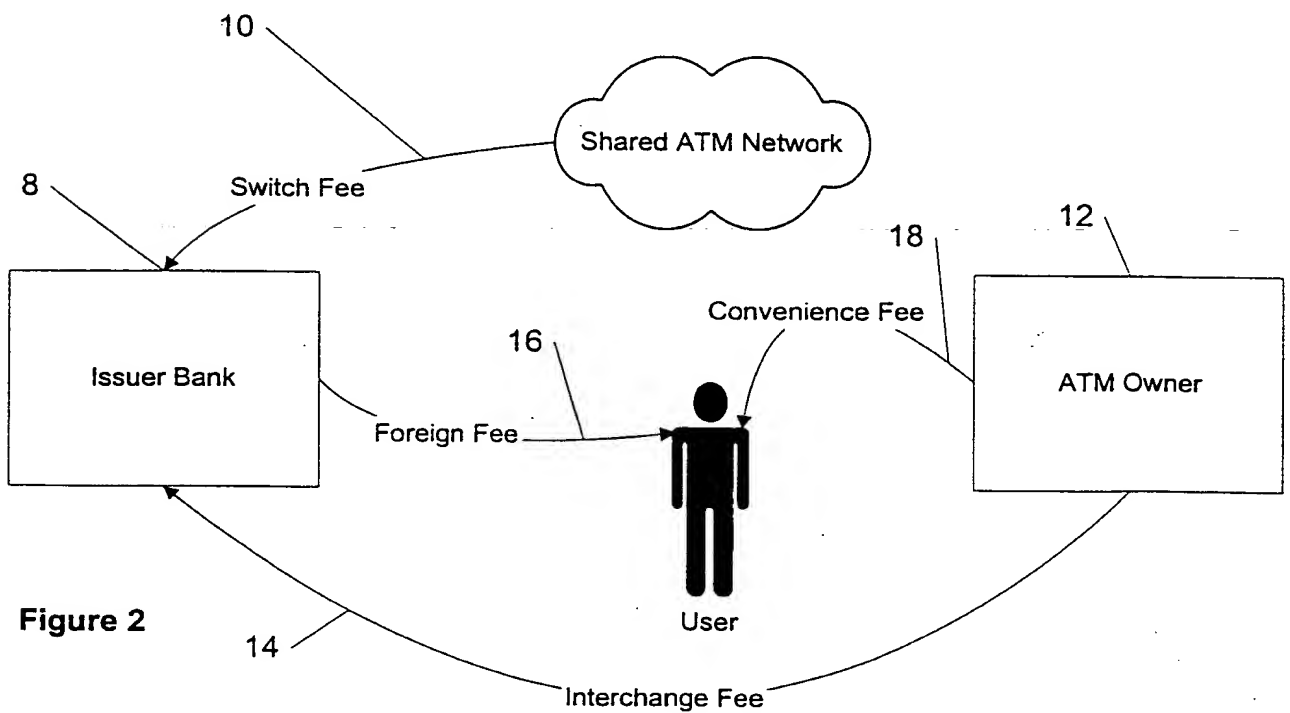 10
Shared ATM Network
8
Switch Fee
12
18
Convenience Fee
16
Issuer Bank
ATM Owner
Foreign Fee
Figure 2
User
14
Interchange Fee